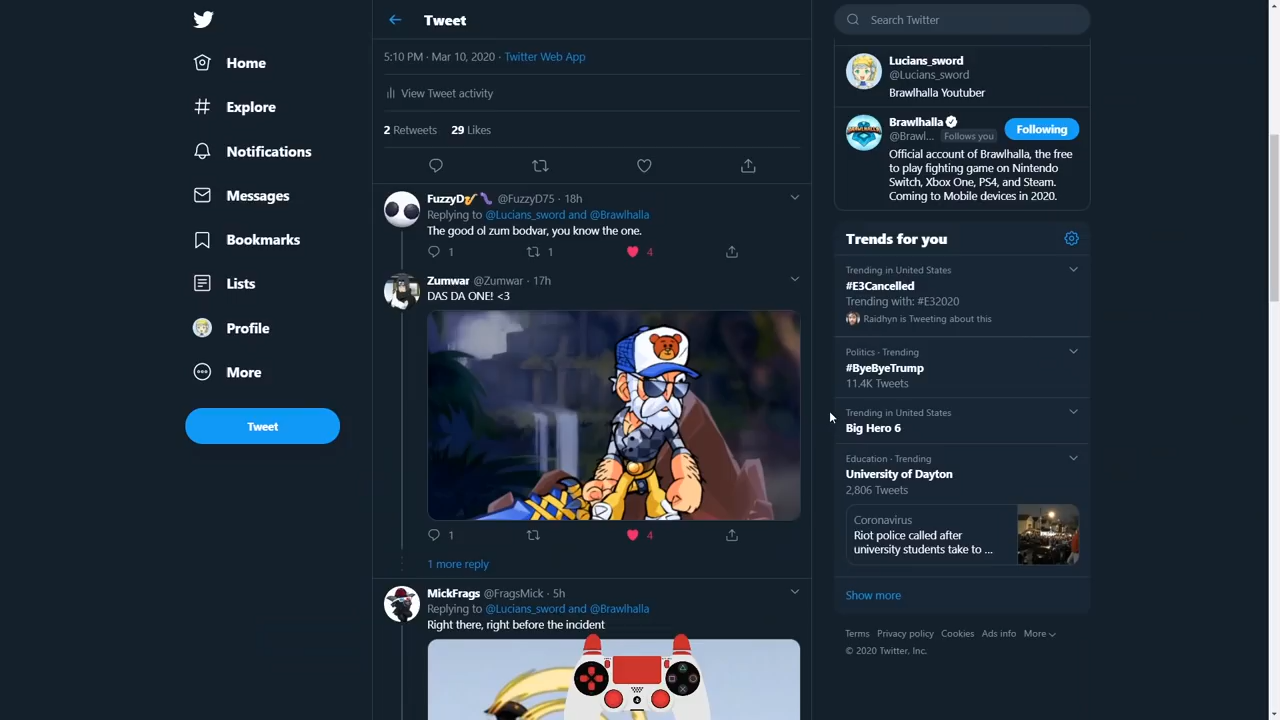 Home
Explore
Notifications
Messages
Bookmarks
Lists
Profile
More
Tweet
Tweet
5:10 PM · Mar 10, 2020 · Twitter Web App
View Tweet activity
2 Retweets 29 Likes
FuzzyD @FuzzyD75 · 18h
Replying to @Lucians_sword and @Brawlhalla
The good ol zum bodvar, you know the one.
1 1 4
Zumwar @Zumwar · 17h
DAS DA ONE! <3
1 4
1 more reply
MickFrags @FragsMick · 5h
Replying to @Lucians_sword and @Brawlhalla
Right there, right before the incident
Search Twitter
Lucians_sword
@Lucians_sword
Brawlhalla Youtuber
Brawlhalla
@Brawl... Follows you
Following
Official account of Brawlhalla, the free
to play fighting game on Nintendo
Switch, Xbox One, PS4, and Steam.
Coming to Mobile devices in 2020.
Trends for you
Trending in United States
#E3Cancelled
Trending with: #E32020
Raidhyn is Tweeting about this
Politics · Trending
#ByeByeTrump
11.4K Tweets
Trending in United States
Big Hero 6
Education · Trending
University of Dayton
2,806 Tweets
Coronavirus
Riot police called after
university students take to ...
Show more
Terms Privacy policy Cookies Ads info More
© 2020 Twitter, Inc.